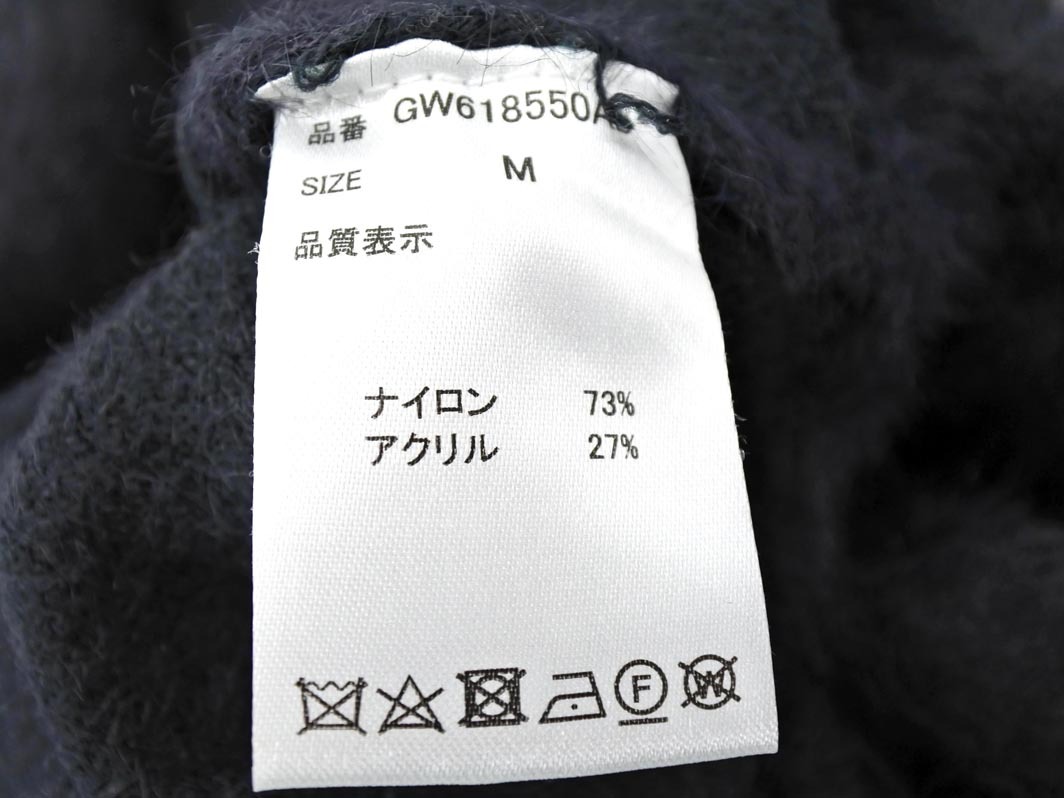 品番 GW618550A
SIZE M
品質表示
ナイロン 73%
アクリル 27%
F W